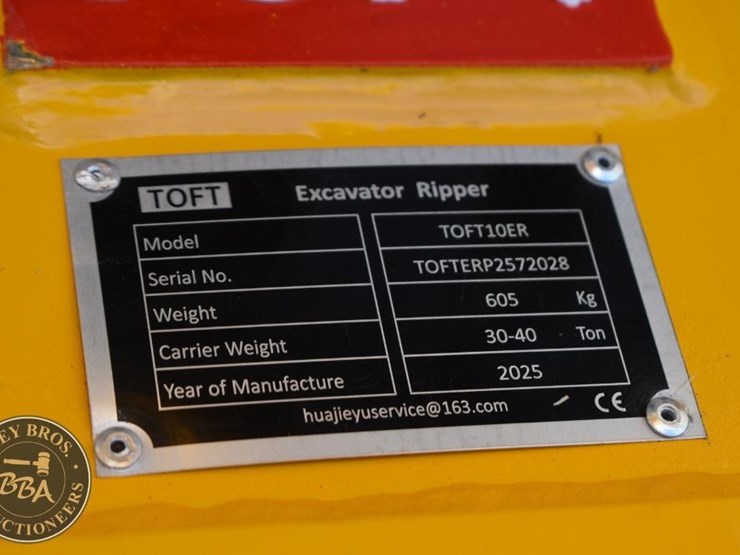 TOFT Excavator Ripper
Model TOFT10ER
Serial No. TOFTERP2572028
Weight 605 Kg
Carrier Weight 30-40 Ton
Year of Manufacture 2025
huajieyuservice@163.com CE
BROS.
BBA